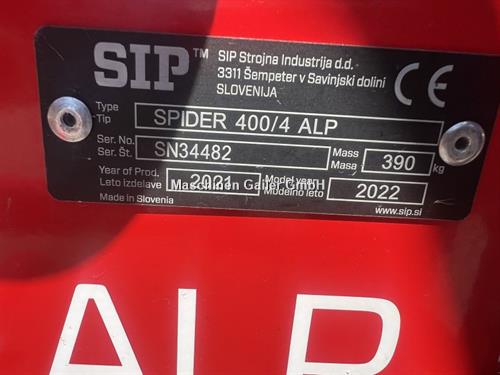 SIP™ SIP Strojna Industrija d.d.
3311 Šempeter v Savinjski dolini
SLOVENIJA
CE
Type
Tip
SPIDER 400/4 ALP
Ser. No.
Ser. Št.
SN34482
Mass
Masa
390 kg
Year of Prod.
Leto izdelave
2021
Model year
Modelno leto
2022
Maschinen Gailer GmbH
Made in Slovenia
www.sip.si
ALP